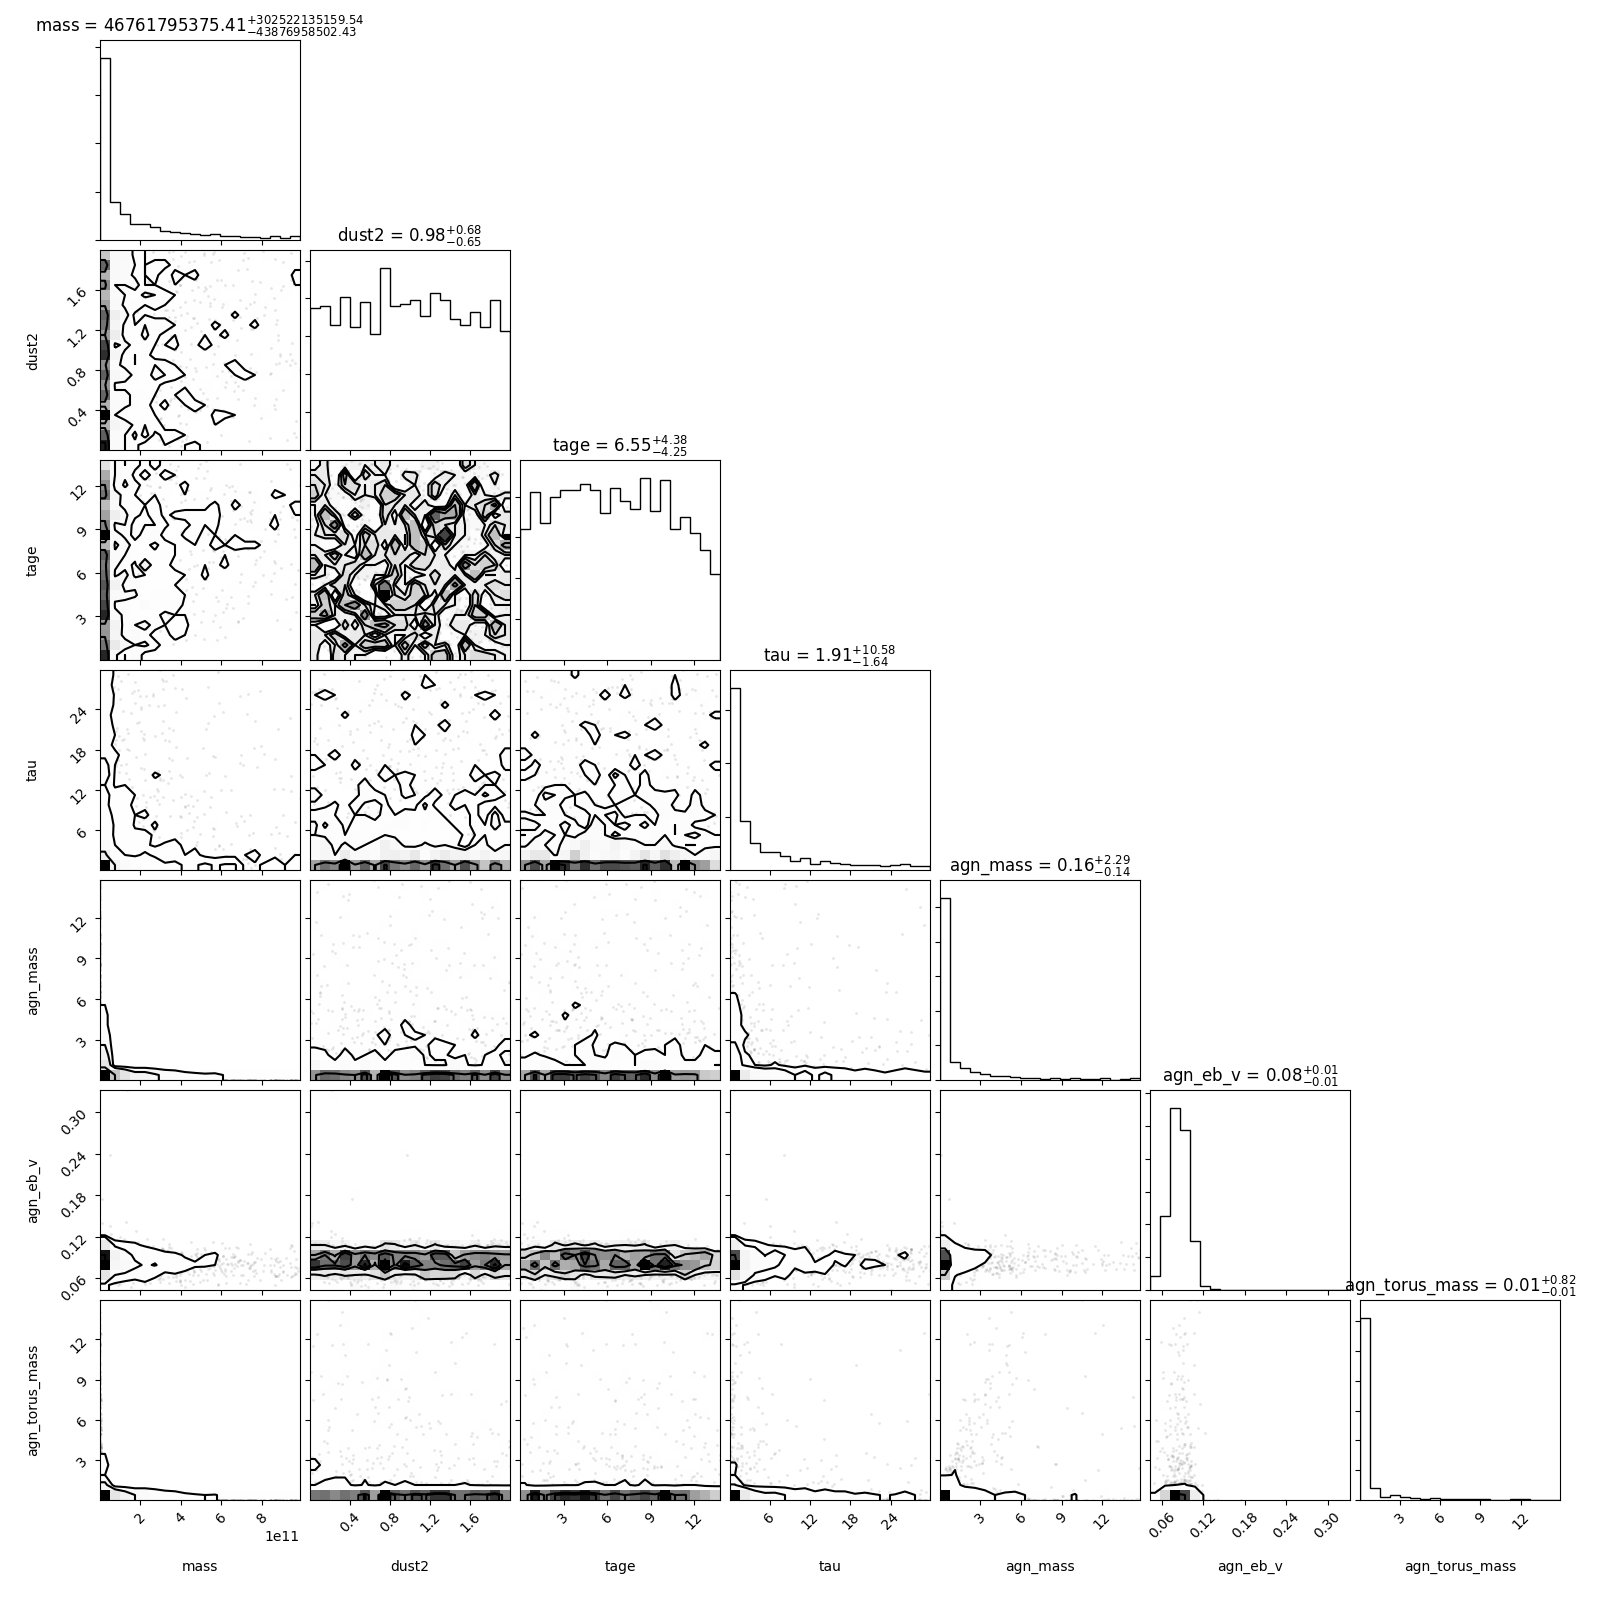 mass = 46761795375.41 +302522135159.54 −43876958502.43
dust2 = 0.98 +0.68 −0.65
1.6
1.2
0.8
0.4
dust2
tage = 6.55 +4.38 −4.25
12
9
6
3
tage
tau = 1.91 +10.58 −1.64
24
18
12
6
tau
agn_mass = 0.16 +2.29 −0.14
12
9
6
3
agn_mass
agn_eb_v = 0.08 +0.01 −0.01
0.30
0.24
0.18
0.12
0.06
agn_eb_v
agn_torus_mass = 0.01 +0.82 −0.01
12
9
6
3
agn_torus_mass
2 4 6 8
1e11
0.4 0.8 1.2 1.6
3 6 9 12
6 12 18 24
3 6 9 12
0.06 0.12 0.18 0.24 0.30
3 6 9 12
mass dust2 tage tau agn_mass agn_eb_v agn_torus_mass